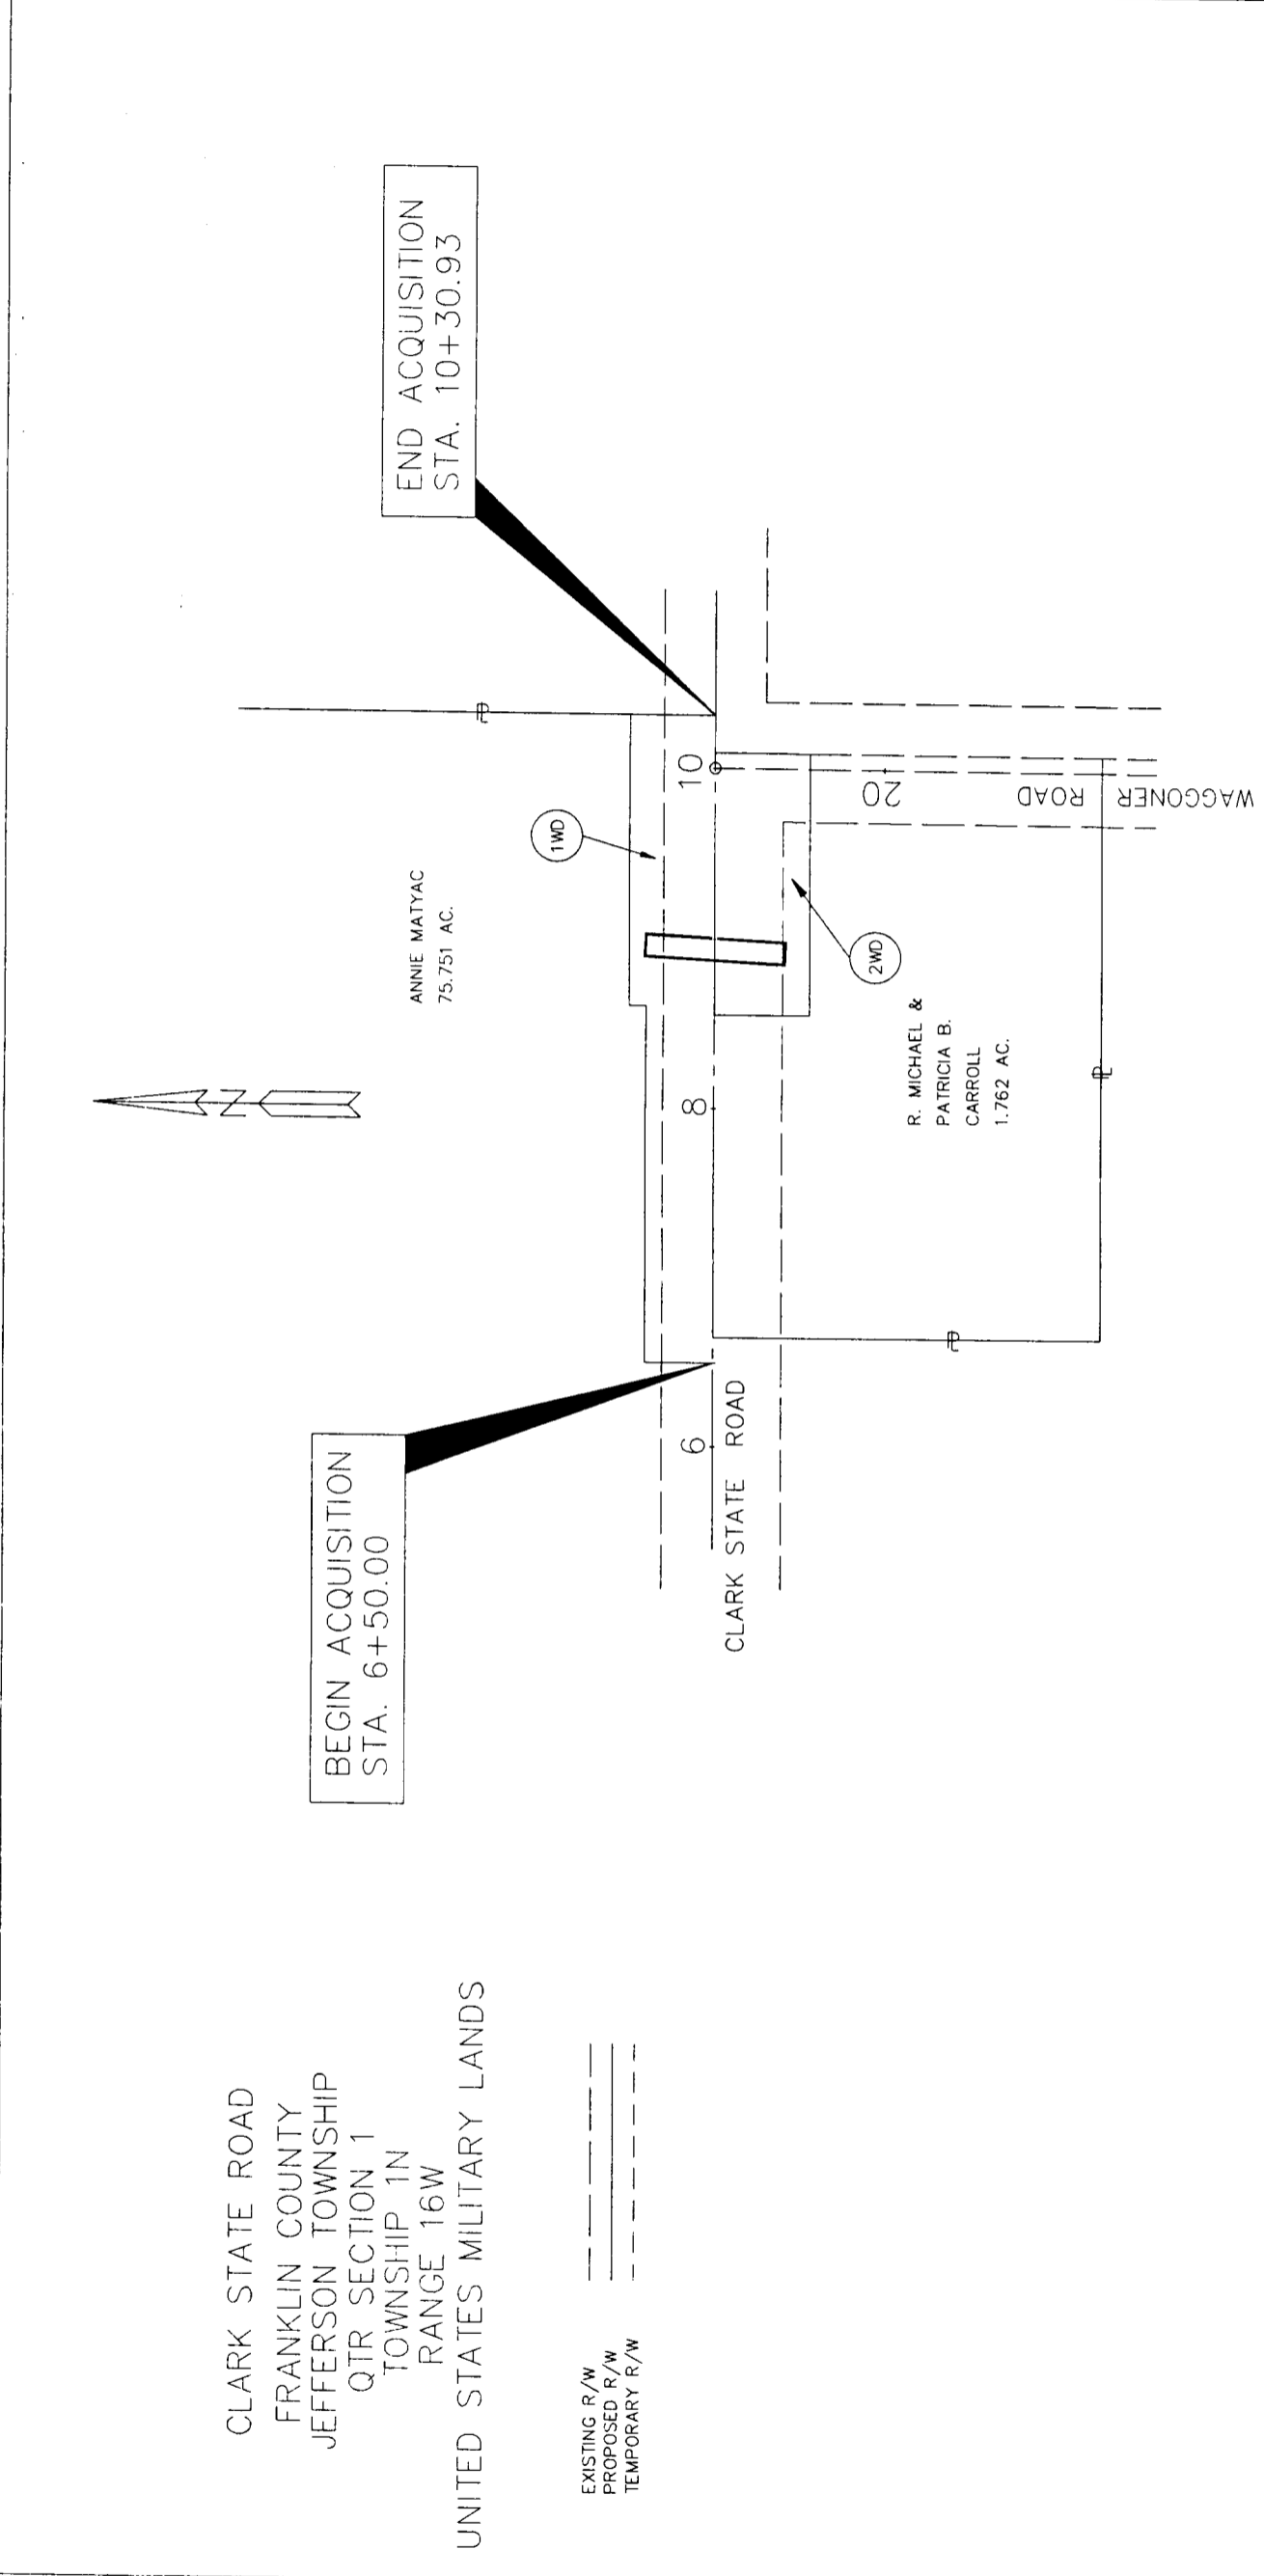 CLARK STATE ROAD
FRANKLIN COUNTY
JEFFERSON TOWNSHIP
QTR SECTION 1
TOWNSHIP 1N
RANGE 16W
UNITED STATES MILITARY LANDS
EXISTING R/W
PROPOSED R/W
TEMPORARY R/W
BEGIN ACQUISITION
STA. 6+50.00
N
ANNIE MATYAC
75.751 AC.
END ACQUISITION
STA. 10+30.93
1WD
6
8
10
CLARK STATE ROAD
2WD
R. MICHAEL &
PATRICIA B.
CARROLL
1.762 AC.
20
WAGGONER ROAD